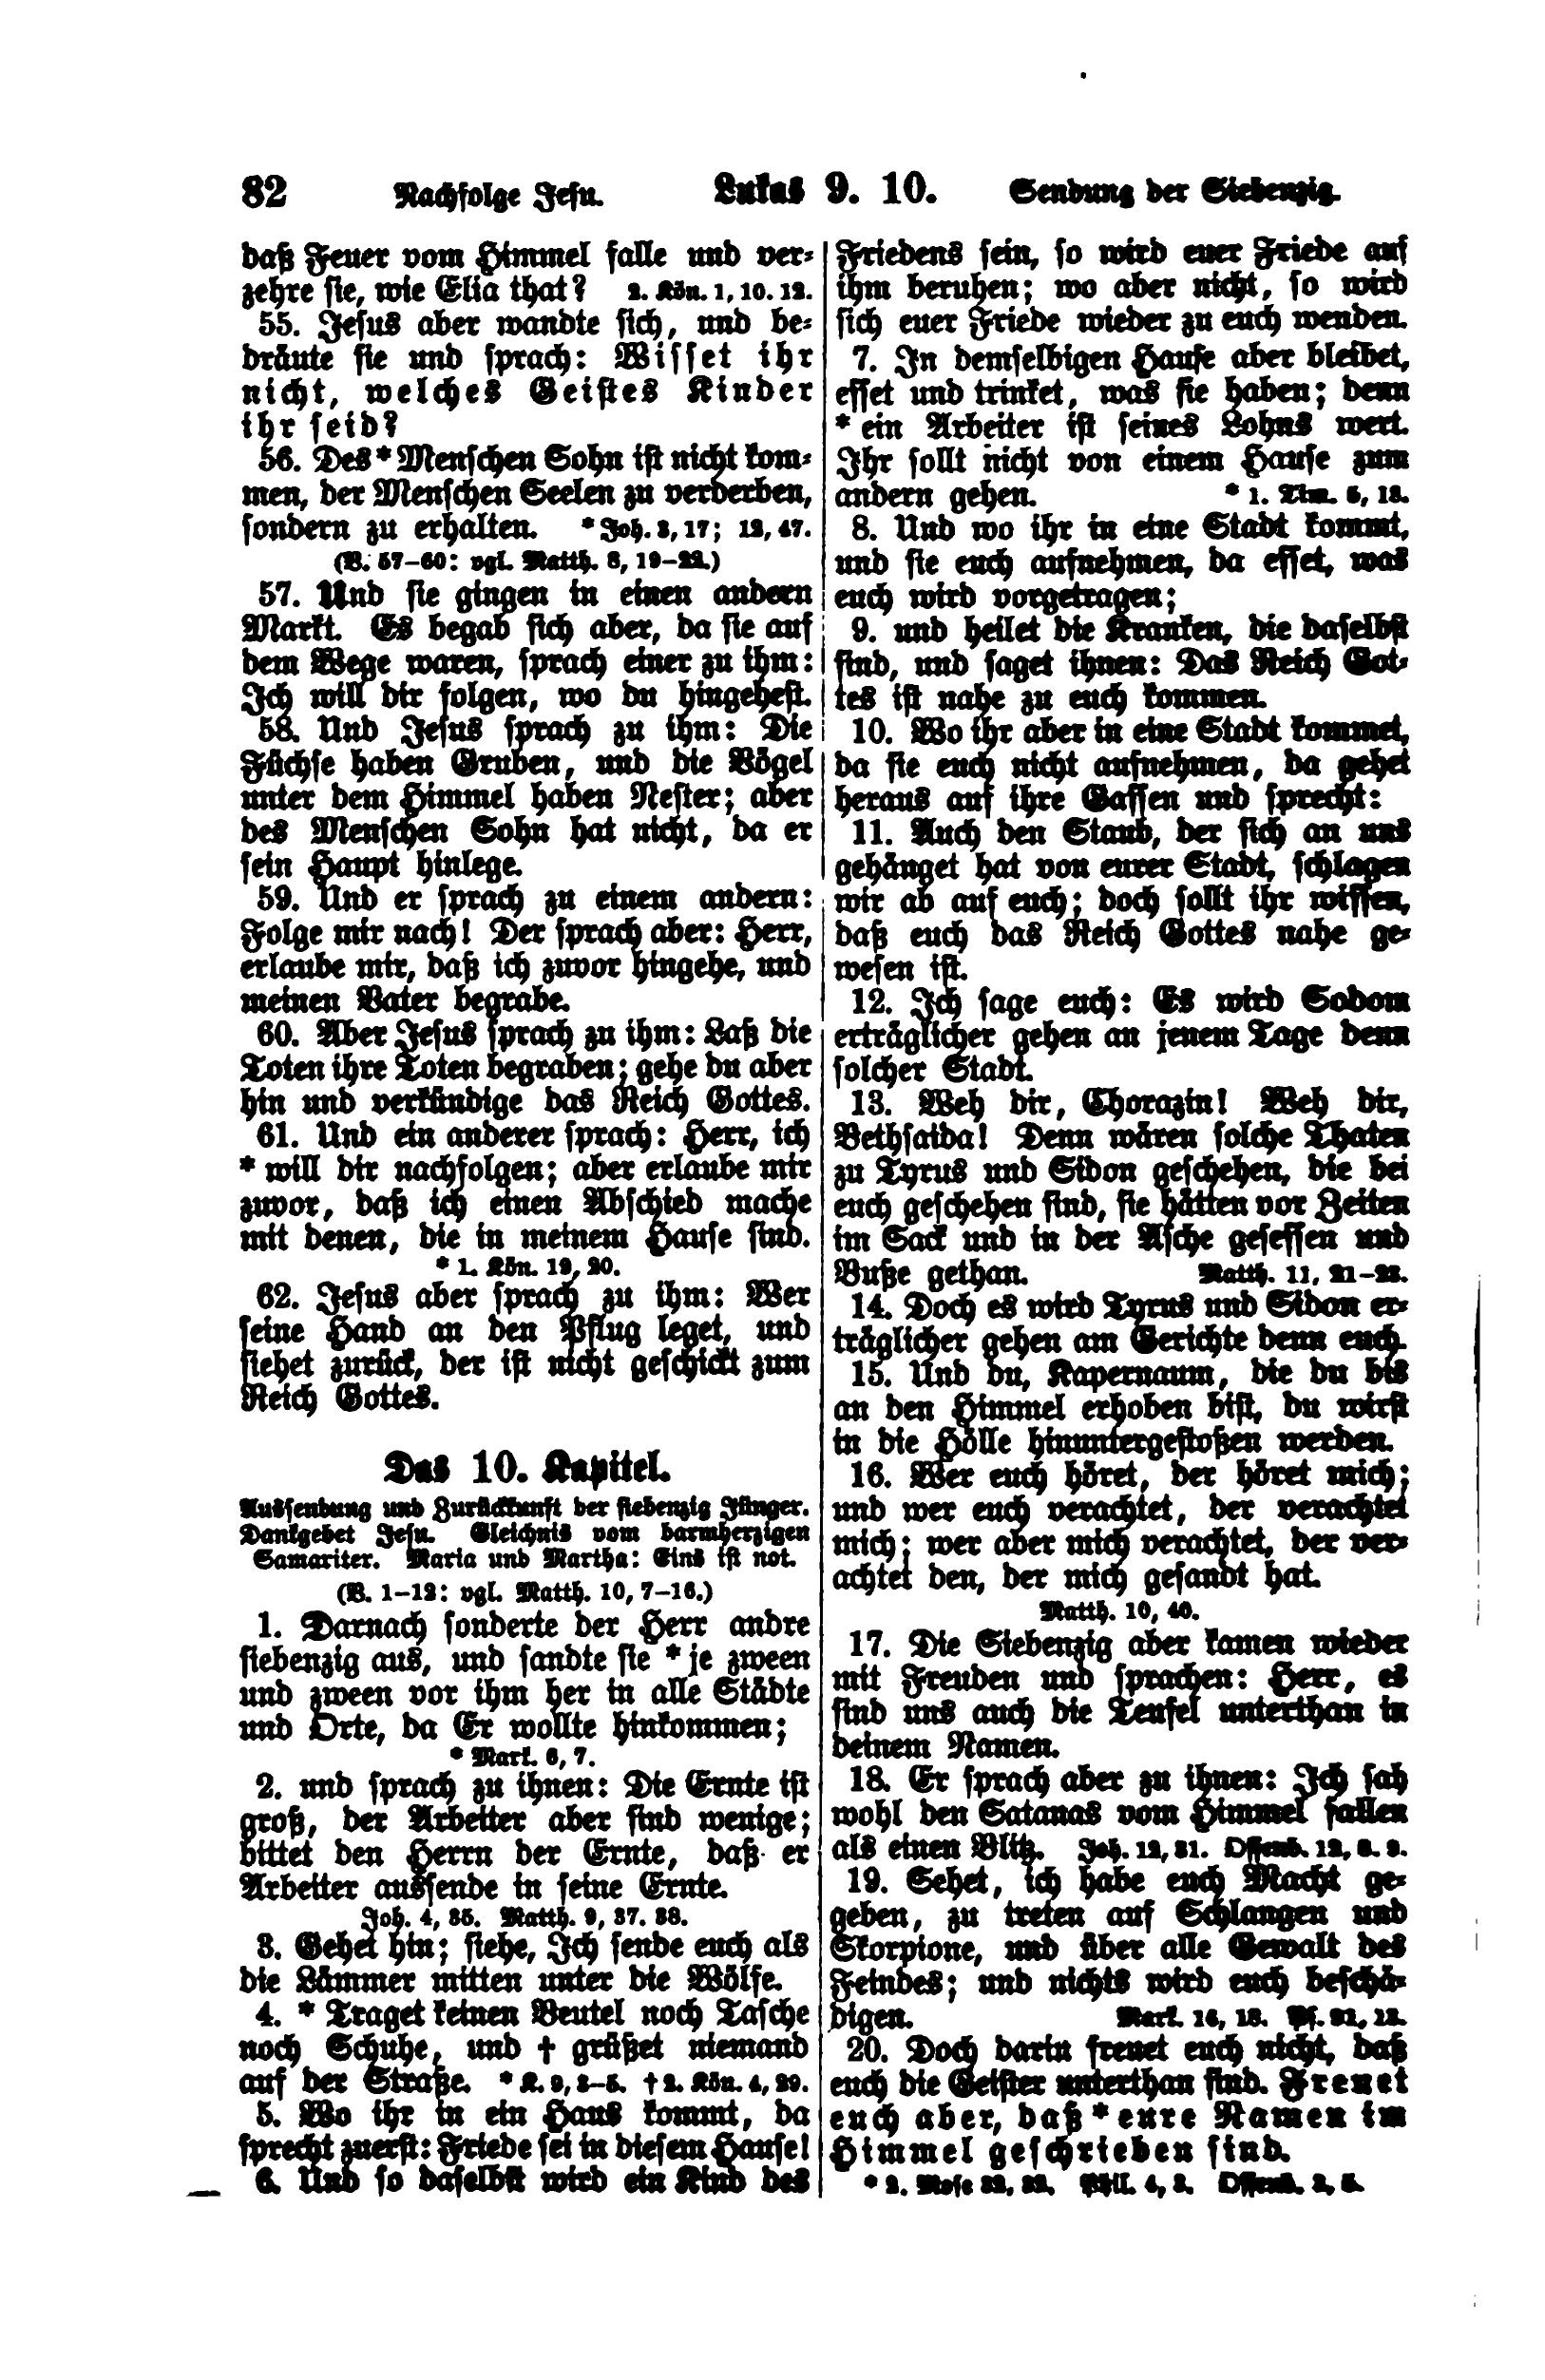 82 Nachfolge Jesu. Lukas 9. 10. Sendung der Siebenzig.
daß Feuer vom Himmel falle und ver-
zehre sie, wie Elia that? 2. Kön. 1, 10. 12.
55. Jesus aber wandte sich, und be-
dräute sie und sprach: Wisset ihr
nicht, welches Geistes Kinder
ihr seid?
56. Des * Menschen Sohn ist nicht kom-
men, der Menschen Seelen zu verderben,
sondern zu erhalten. * Joh. 3, 17; 12, 47.
(V. 57–60: vgl. Matth. 8, 19–22.)
57. Und sie gingen in einen andern
Markt. Es begab sich aber, da sie auf
dem Wege waren, sprach einer zu ihm:
Ich will dir folgen, wo du hingehest.
58. Und Jesus sprach zu ihm: Die
Füchse haben Gruben, und die Vögel
unter dem Himmel haben Nester; aber
des Menschen Sohn hat nicht, da er
sein Haupt hinlege.
59. Und er sprach zu einem andern:
Folge mir nach! Der sprach aber: Herr,
erlaube mir, daß ich zuvor hingehe, und
meinen Vater begrabe.
60. Aber Jesus sprach zu ihm: Laß die
Toten ihre Toten begraben; gehe du aber
hin und verkündige das Reich Gottes.
61. Und ein anderer sprach: Herr, ich
* will dir nachfolgen; aber erlaube mir
zuvor, daß ich einen Abschied mache
mit denen, die in meinem Hause sind.
* 1. Kön. 19, 20.
62. Jesus aber sprach zu ihm: Wer
seine Hand an den Pflug leget, und
siehet zurück, der ist nicht geschickt zum
Reich Gottes.
Das 10. Kapitel.
Aussendung und Zurückkunft der siebenzig Jünger.
Dankgebet Jesu. Gleichnis vom barmherzigen
Samariter. Maria und Martha: Eins ist not.
(V. 1–12: vgl. Matth. 10, 7–16.)
1. Darnach sonderte der Herr andre
siebenzig aus, und sandte sie * je zween
und zween vor ihm her in alle Städte
und Orte, da Er wollte hinkommen;
* Mark. 6, 7.
2. und sprach zu ihnen: Die Ernte ist
groß, der Arbeiter aber sind wenige;
bittet den Herrn der Ernte, daß er
Arbeiter aussende in seine Ernte.
Joh. 4, 35. Matth. 9, 37. 38.
3. Gehet hin; siehe, Ich sende euch als
die Lämmer mitten unter die Wölfe.
4. * Traget keinen Beutel noch Tasche
noch Schuhe, und † grüßet niemand
auf der Straße. * K. 9, 3–5. † 2. Kön. 4, 29.
5. Wo ihr in ein Haus kommt, da
sprecht zuerst: Friede sei in diesem Hause!
6. Und so daselbst wird ein Kind des
Friedens sein, so wird euer Friede auf
ihm beruhen; wo aber nicht, so wird
sich euer Friede wieder zu euch wenden.
7. In demselbigen Hause aber bleibet,
esset und trinket, was sie haben; denn
* ein Arbeiter ist seines Lohns wert.
Ihr sollt nicht von einem Hause zum
andern gehen. * 1. Tim. 5, 18.
8. Und wo ihr in eine Stadt kommt,
und sie euch aufnehmen, da esset, was
euch wird vorgetragen;
9. und heilet die Kranken, die daselbst
sind, und saget ihnen: Das Reich Got-
tes ist nahe zu euch kommen.
10. Wo ihr aber in eine Stadt kommet,
da sie euch nicht aufnehmen, da gehet
heraus auf ihre Gassen und sprecht:
11. Auch den Staub, der sich an uns
gehänget hat von eurer Stadt, schlagen
wir ab auf euch; doch sollt ihr wissen,
daß euch das Reich Gottes nahe ge-
wesen ist.
12. Ich sage euch: Es wird Sodom
erträglicher gehen an jenem Tage denn
solcher Stadt.
13. Weh dir, Chorazin! Weh dir,
Bethsaida! Denn wären solche Thaten
zu Tyrus und Sidon geschehen, die bei
euch geschehen sind, sie hätten vor Zeiten
im Sack und in der Asche gesessen und
Buße gethan. Matth. 11, 21–23.
14. Doch es wird Tyrus und Sidon er-
träglicher gehen am Gerichte denn euch.
15. Und du, Kapernaum, die du bis
an den Himmel erhoben bist, du wirst
in die Hölle hinuntergestoßen werden.
16. Wer euch höret, der höret mich;
und wer euch verachtet, der verachtet
mich; wer aber mich verachtet, der ver-
achtet den, der mich gesandt hat.
Matth. 10, 40.
17. Die Siebenzig aber kamen wieder
mit Freuden und sprachen: Herr, es
sind uns auch die Teufel unterthan in
deinem Namen.
18. Er sprach aber zu ihnen: Ich sah
wohl den Satanas vom Himmel fallen
als einen Blitz. Joh. 12, 31. Offenb. 12, 8. 9.
19. Sehet, ich habe euch Macht ge-
geben, zu treten auf Schlangen und
Skorpione, und über alle Gewalt des
Feindes; und nichts wird euch beschä-
digen. Mark. 16, 18. Ps. 91, 13.
20. Doch darin freuet euch nicht, daß
euch die Geister unterthan sind. Freuet
euch aber, daß * eure Namen im
Himmel geschrieben sind.
* 2. Mose 32, 32. Phil. 4, 3. Offenb. 3, 5.